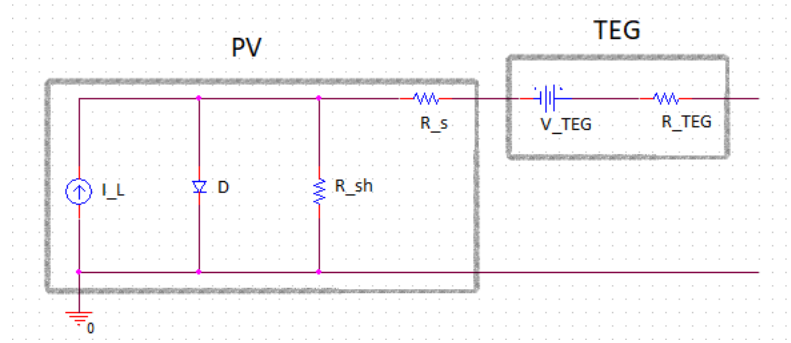 TEG
PV
R_s
V_TEG
R_TEG
I_L
D
R_sh
0